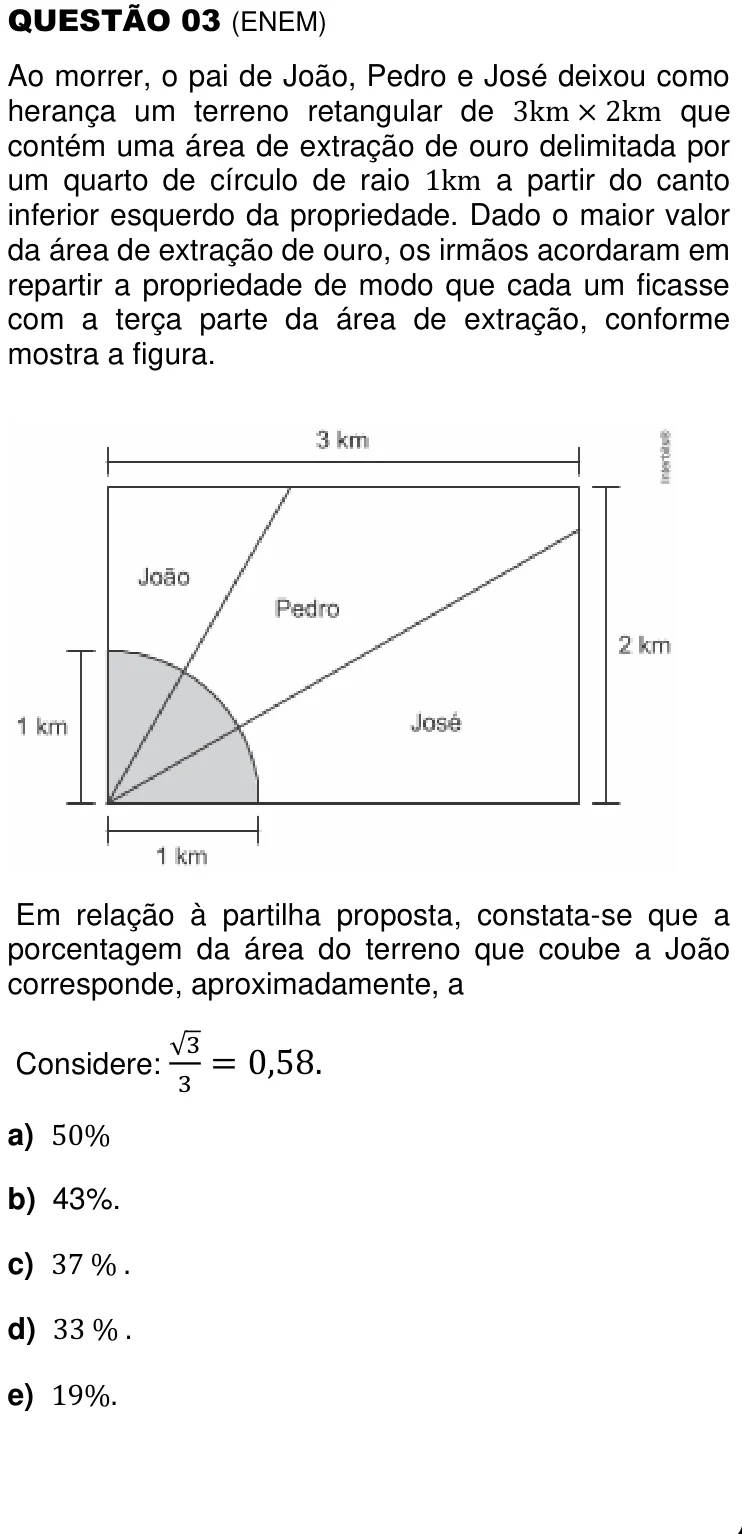 QUESTÃO 03 (ENEM)
Ao morrer, o pai de João, Pedro e José deixou como
herança um terreno retangular de 3km × 2km que
contém uma área de extração de ouro delimitada por
um quarto de círculo de raio 1km a partir do canto
inferior esquerdo da propriedade. Dado o maior valor
da área de extração de ouro, os irmãos acordaram em
repartir a propriedade de modo que cada um ficasse
com a terça parte da área de extração, conforme
mostra a figura.
3 km
Interbits®
João
Pedro
2 km
1 km
José
1 km
Em relação à partilha proposta, constata-se que a
porcentagem da área do terreno que coube a João
corresponde, aproximadamente, a
Considere: √3/3 = 0,58.
a) 50%
b) 43%.
c) 37 % .
d) 33 % .
e) 19%.